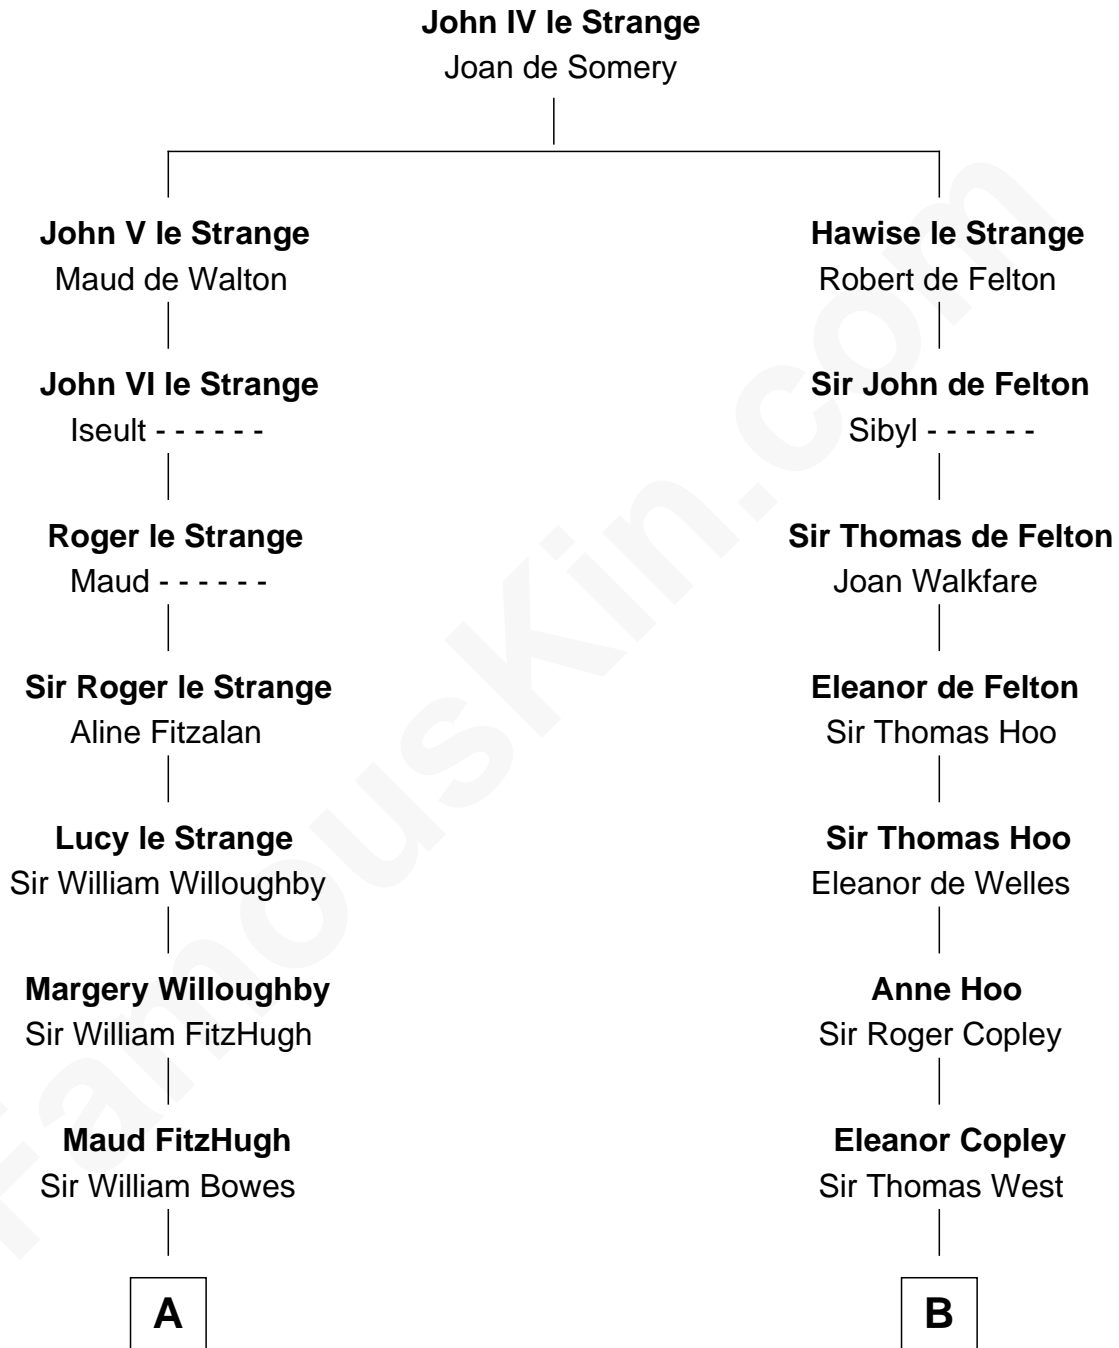 John IV le Strange
Joan de Somery
John V le Strange
Maud de Walton
John VI le Strange
Iseult - - - - - -
Roger le Strange
Maud - - - - - -
Sir Roger le Strange
Aline Fitzalan
Lucy le Strange
Sir William Willoughby
Margery Willoughby
Sir William FitzHugh
Maud FitzHugh
Sir William Bowes
A
Hawise le Strange
Robert de Felton
Sir John de Felton
Sibyl - - - - - -
Sir Thomas de Felton
Joan Walkfare
Eleanor de Felton
Sir Thomas Hoo
Sir Thomas Hoo
Eleanor de Welles
Anne Hoo
Sir Roger Copley
Eleanor Copley
Sir Thomas West
B
FamousKin.com